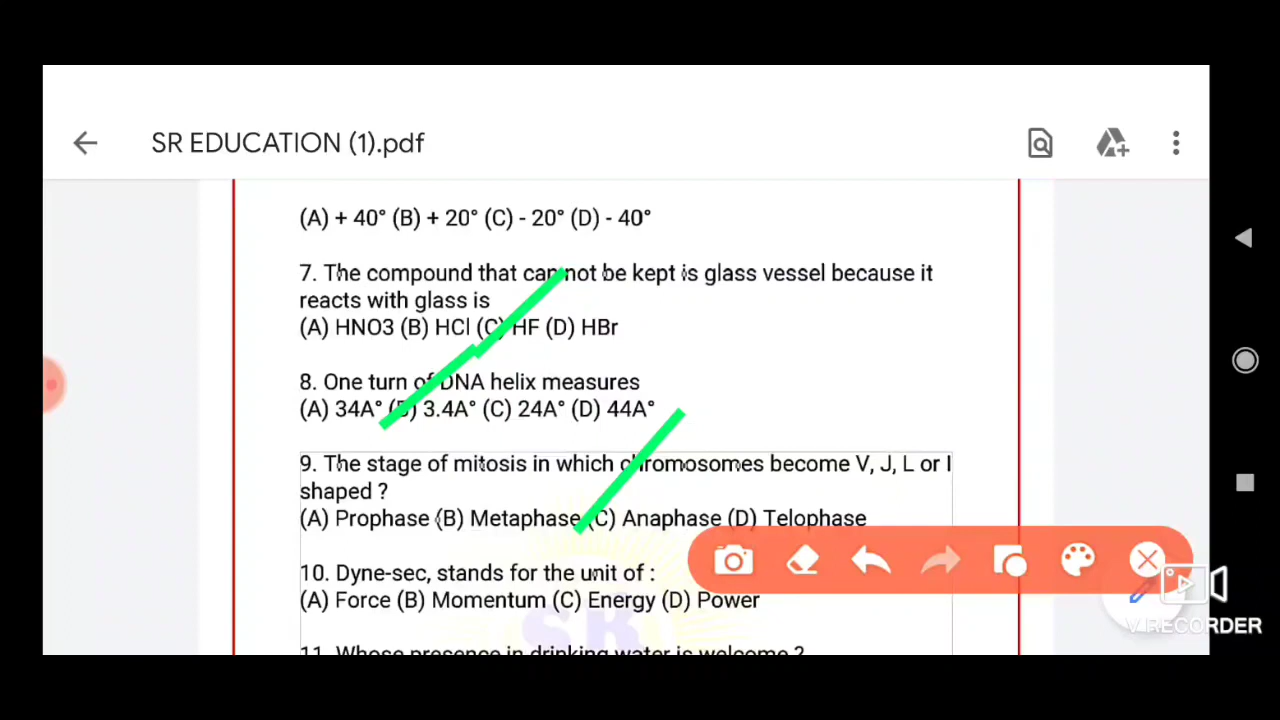 SR EDUCATION (1).pdf
(A) + 40° (B) + 20° (C) - 20° (D) - 40°
7. The compound that can not be kept is glass vessel because it
reacts with glass is
(A) HNO3 (B) HCl (C) HF (D) HBr
8. One turn of DNA helix measures
(A) 34A° (B) 3.4A° (C) 24A° (D) 44A°
9. The stage of mitosis in which chromosomes become V, J, L or I
shaped ?
(A) Prophase (B) Metaphase (C) Anaphase (D) Telophase
10. Dyne-sec, stands for the unit of :
(A) Force (B) Momentum (C) Energy (D) Power
SR
11. Whose presence in drinking water is welcome ?
V RECORDER